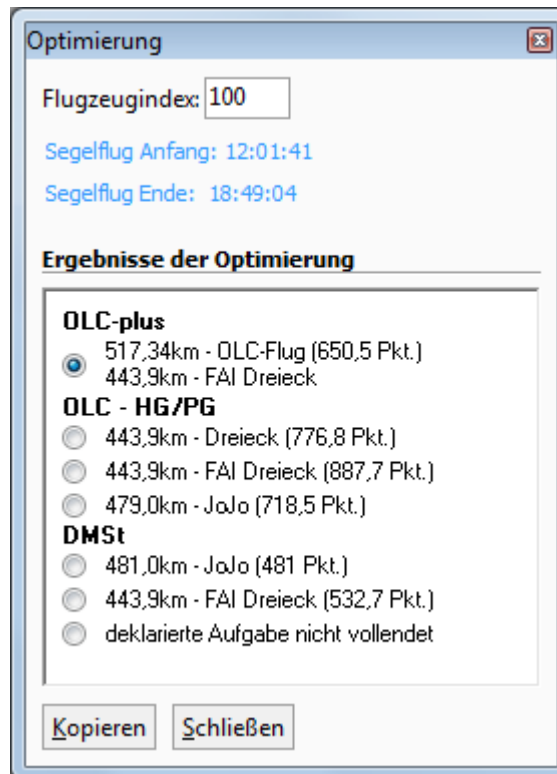 Optimierung
Flugzeugindex: 100
Segelflug Anfang: 12:01:41
Segelflug Ende: 18:49:04
Ergebnisse der Optimierung
OLC-plus
517,34km - OLC-Flug (650,5 Pkt.)
443,9km - FAI Dreieck
OLC - HG/PG
443,9km - Dreieck (776,8 Pkt.)
443,9km - FAI Dreieck (887,7 Pkt.)
479,0km - JoJo (718,5 Pkt.)
DMSt
481,0km - JoJo (481 Pkt.)
443,9km - FAI Dreieck (532,7 Pkt.)
deklarierte Aufgabe nicht vollendet
Kopieren Schließen